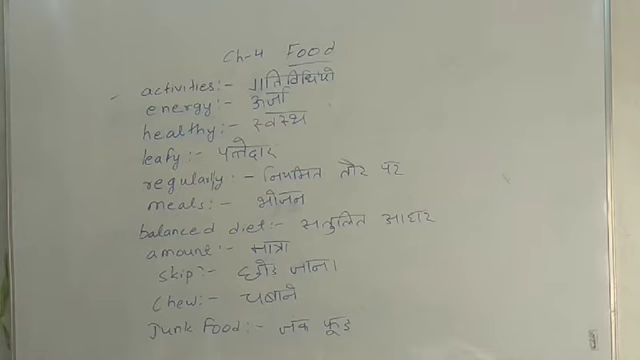 Ch-4 Food
activities:- गतिविधियो
energy:- ऊर्जा
healthy:- स्वस्थ
leafy:- पत्तेदार
regularly:- नियमित तौर पर
meals:- भोजन
balanced diet:- सतुलित आहार
amount:- मात्रा
skip:- छोड जाना
chew:- चबाने
Junk food:- जंक फूड